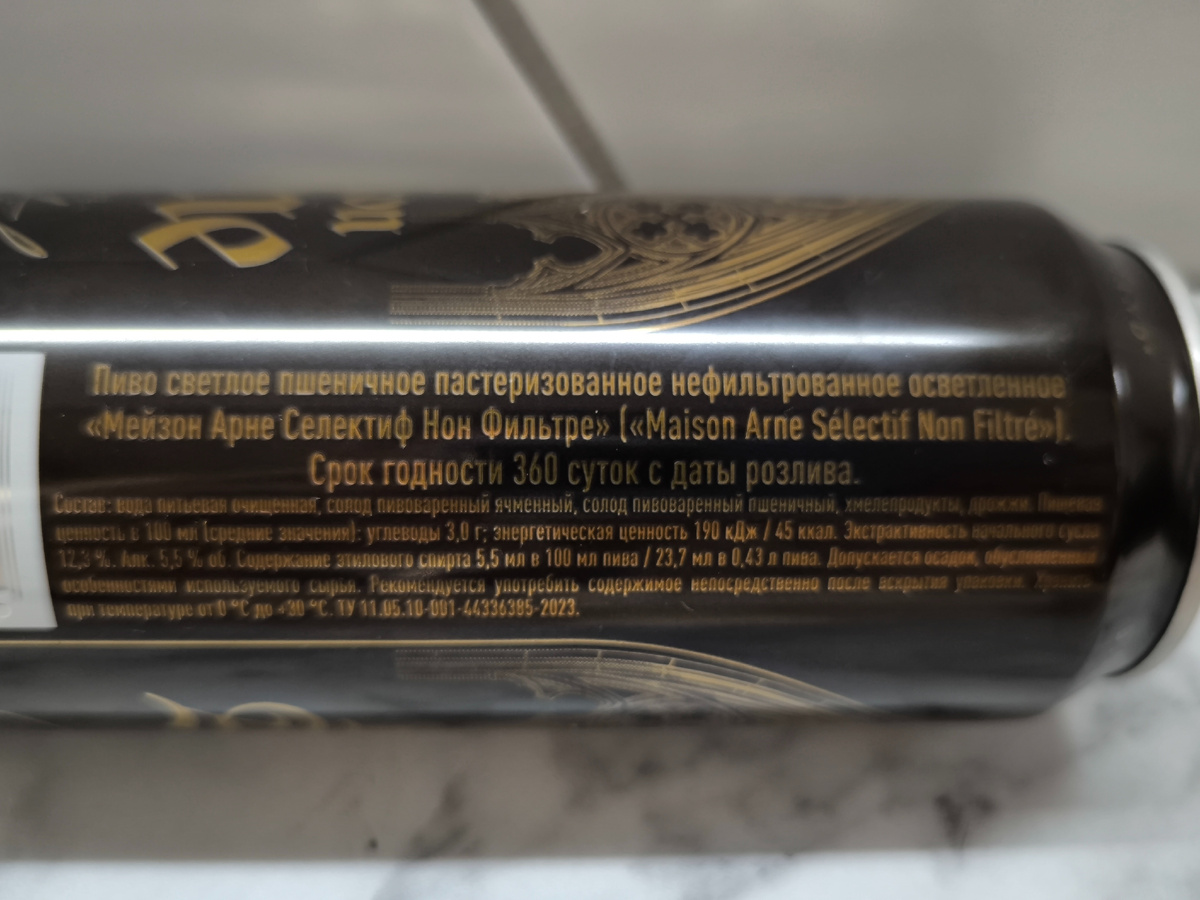 Пиво светлое пшеничное пастеризованное нефильтрованное осветленное
«Мейзон Арне Селектиф Нон Фильтре» («Maison Arne Sélectif Non Filtré»).
Срок годности 360 суток с даты розлива.
Состав: вода питьевая очищенная, солод пивоваренный ячменный, солод пивоваренный пшеничный, хмелепродукты, дрожжи. Пищевая
ценность в 100 мл (средние значения): углеводы 3,0 г; энергетическая ценность 190 кДж / 45 ккал. Экстрактивность начального сусла
12,3 %. Алк. 5,5 % об. Содержание этилового спирта 5,5 мл в 100 мл пива / 23,7 мл в 0,43 л пива. Допускается осадок, обусловленный
особенностями используемого сырья. Рекомендуется употребить содержимое непосредственно после вскрытия упаковки. Хранить
при температуре от 0 °С до +30 °С. ТУ 11.05.10-001-44336385-2023.